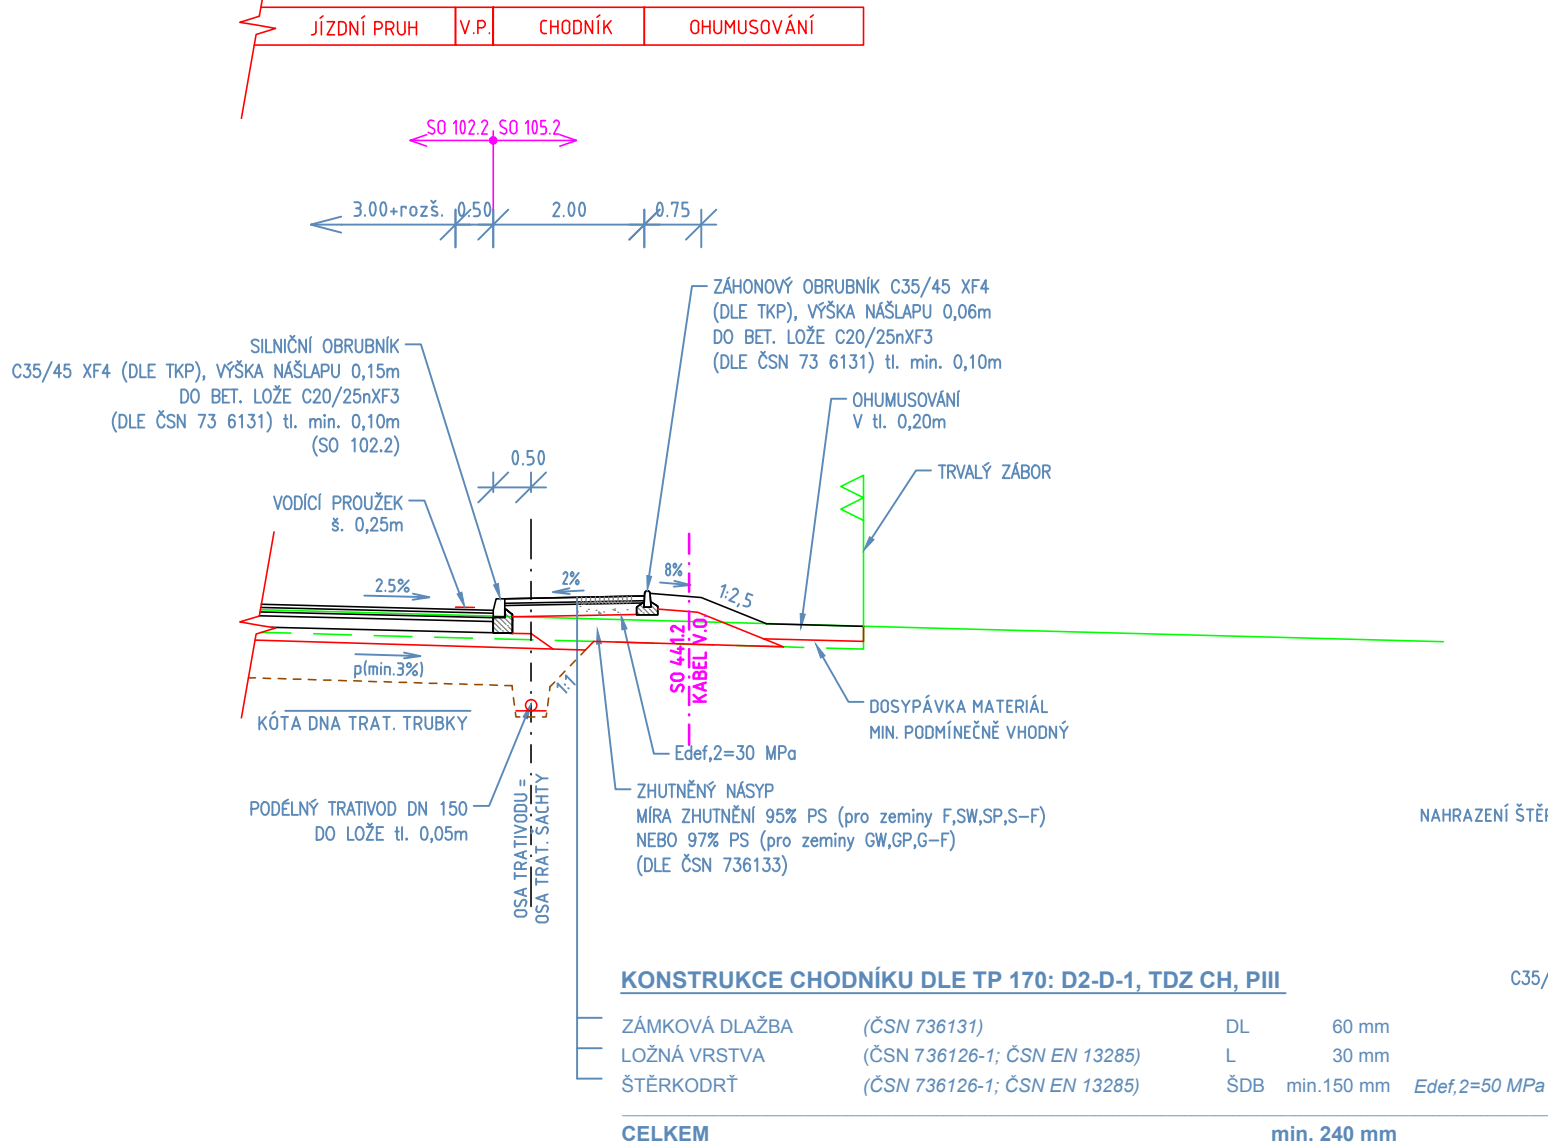 JÍZDNÍ PRUH V.P. CHODNÍK OHUMUSOVÁNÍ
SO 102.2 SO 105.2
3.00+rozš. 0.50 2.00 0.75
ZÁHONOVÝ OBRUBNÍK C35/45 XF4
(DLE TKP), VÝŠKA NÁŠLAPU 0,06m
DO BET. LOŽE C20/25nXF3
(DLE ČSN 73 6131) tl. min. 0,10m
SILNIČNÍ OBRUBNÍK
C35/45 XF4 (DLE TKP), VÝŠKA NÁŠLAPU 0,15m
DO BET. LOŽE C20/25nXF3
(DLE ČSN 73 6131) tl. min. 0,10m
(SO 102.2)
OHUMUSOVÁNÍ
V tl. 0,20m
0.50
TRVALÝ ZÁBOR
VODÍCÍ PROUŽEK
š. 0,25m
2.5%
2%
8%
1:2,5
p(min.3%)
1:1
SO 441.2
KABEL V.O
KÓTA DNA TRAT. TRUBKY
DOSYPÁVKA MATERIÁL
MIN. PODMÍNEČNĚ VHODNÝ
Edef,2=30 MPa
ZHUTNĚNÝ NÁSYP
MÍRA ZHUTNĚNÍ 95% PS (pro zeminy F,SW,SP,S-F)
NEBO 97% PS (pro zeminy GW,GP,G-F)
(DLE ČSN 736133)
PODÉLNÝ TRATIVOD DN 150
DO LOŽE tl. 0,05m
OSA TRATIVODU =
OSA TRAT. ŠACHTY
NAHRAZENÍ ŠTĚR
KONSTRUKCE CHODNÍKU DLE TP 170: D2-D-1, TDZ CH, PIII
C35/
ZÁMKOVÁ DLAŽBA (ČSN 736131) DL 60 mm
LOŽNÁ VRSTVA (ČSN 736126-1; ČSN EN 13285) L 30 mm
ŠTĚRKODRŤ (ČSN 736126-1; ČSN EN 13285) ŠDB min.150 mm Edef,2=50 MPa
CELKEM min. 240 mm